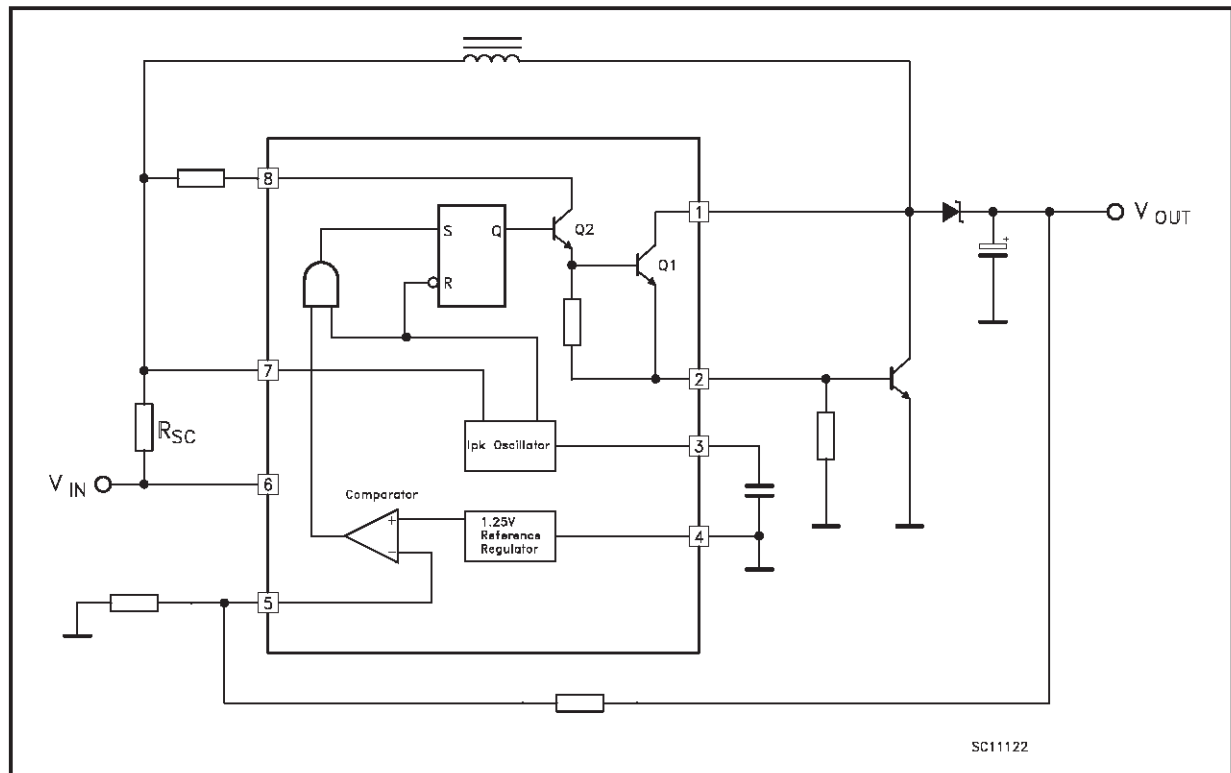 8
1
S Q
Q2
V OUT
R
Q1
7
2
RSC
Ipk Oscillator
3
V IN
6
Comparator
+
−
1.25V
Reference
Regulator
4
5
+
SC11122